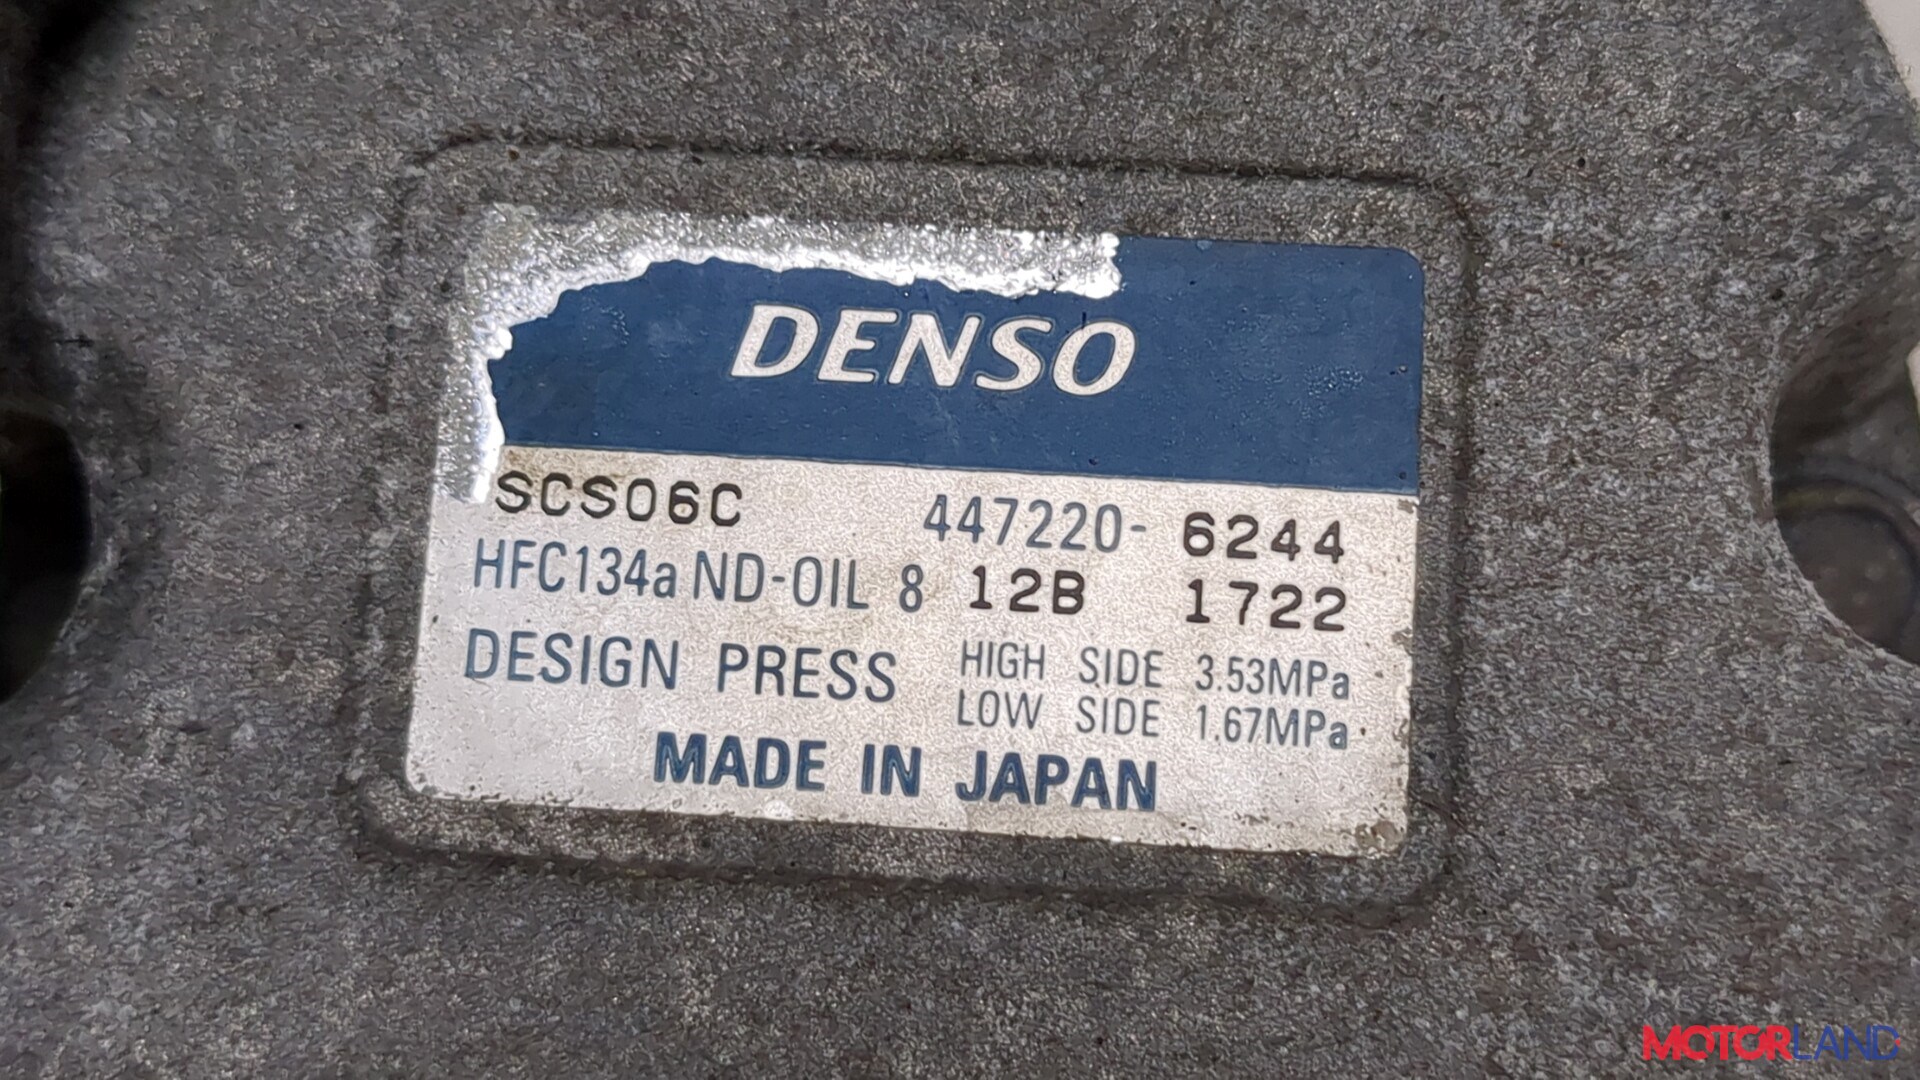 DENSO
SCS06C 447220- 6244
HFC134a ND-OIL 8 12B 1722
DESIGN PRESS HIGH SIDE 3.53MPa
LOW SIDE 1.67MPa
MADE IN JAPAN
MOTORLAND